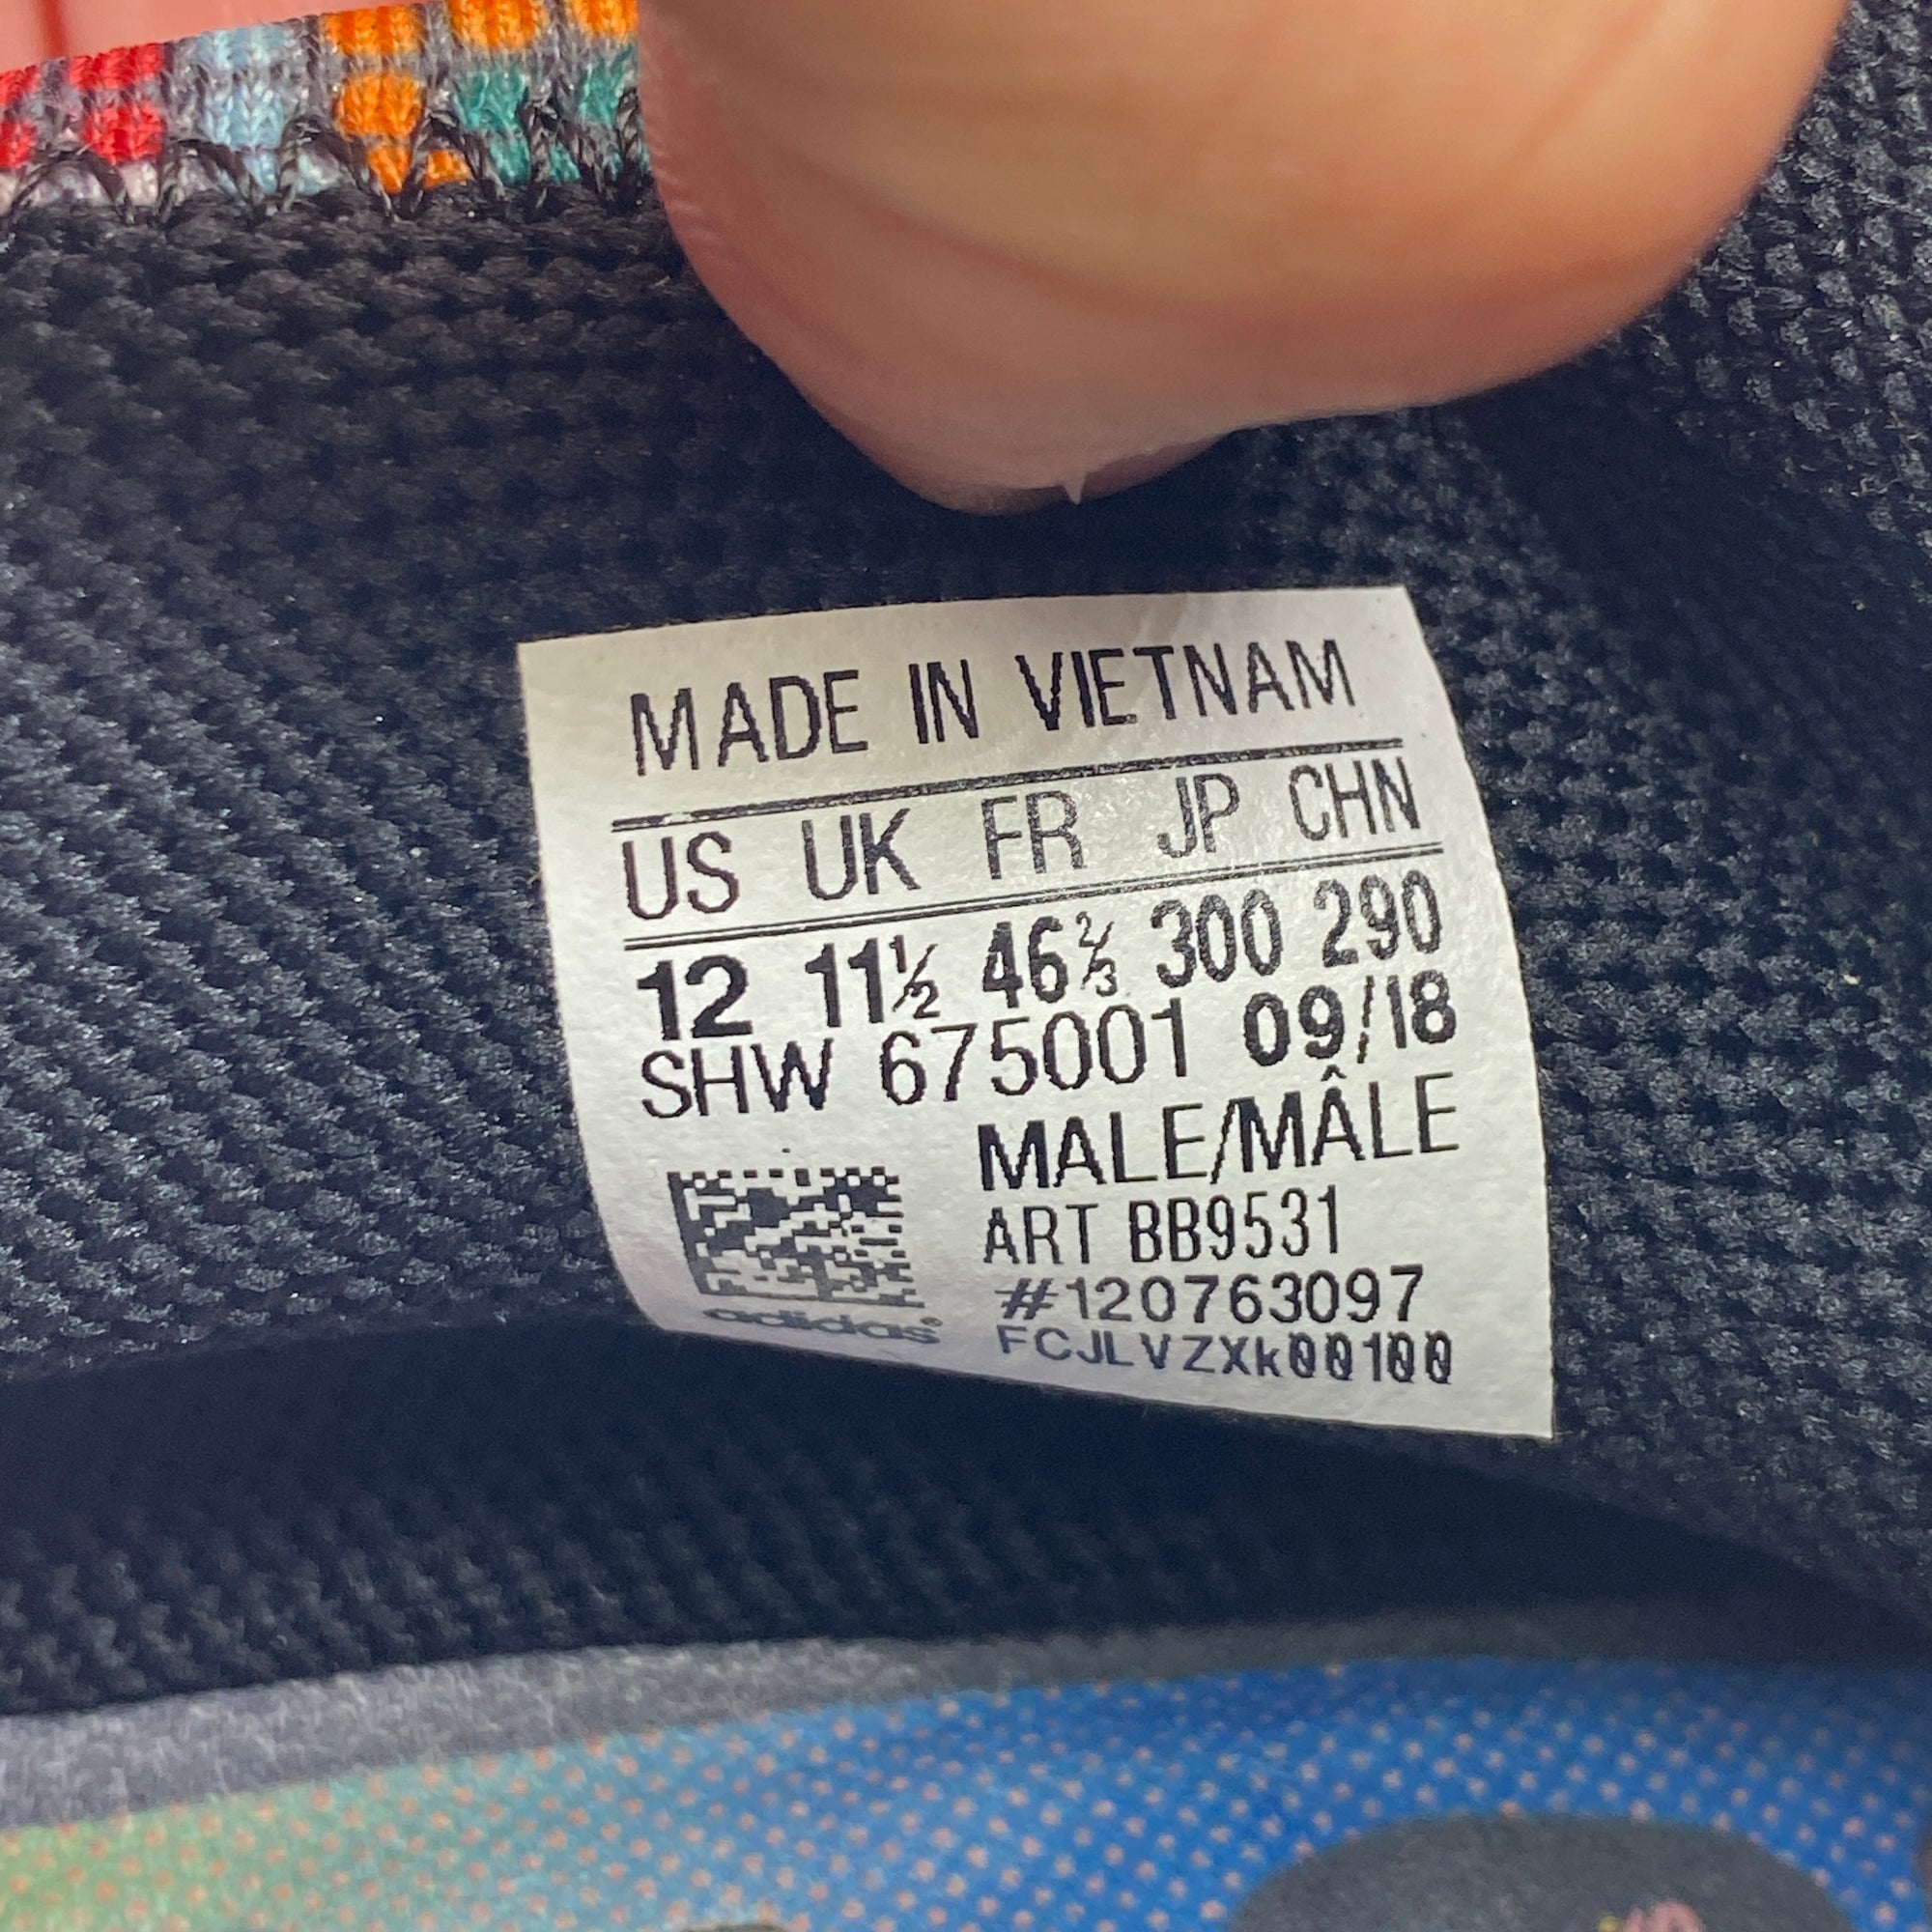 MADE IN VIETNAM
US UK FR JP CHN
12 11½ 46⅔ 300 290
SHW 675001 09/18
MALE/MÂLE
ART BB9531
#120763097
FCJLVZXk00100
adidas®